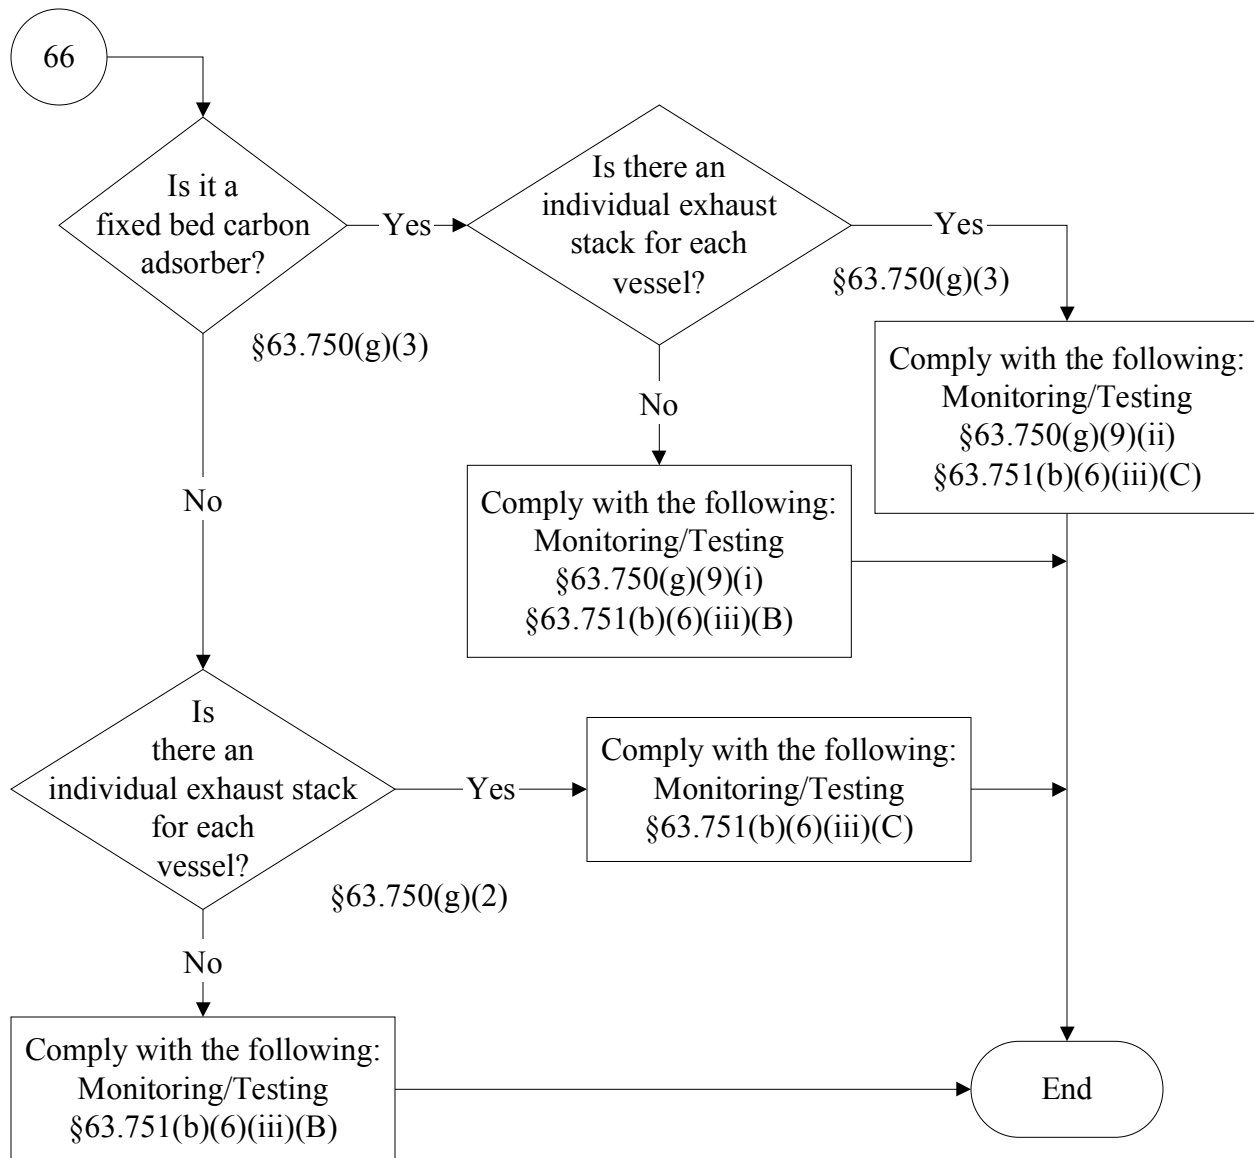 66
Is it a
fixed bed carbon
adsorber?
Yes
§63.750(g)(3)
Is there an
individual exhaust
stack for each
vessel?
Yes
§63.750(g)(3)
Comply with the following:
Monitoring/Testing
§63.750(g)(9)(ii)
§63.751(b)(6)(iii)(C)
No
Comply with the following:
Monitoring/Testing
§63.750(g)(9)(i)
§63.751(b)(6)(iii)(B)
No
Is
there an
individual exhaust stack
for each
vessel?
Yes
§63.750(g)(2)
Comply with the following:
Monitoring/Testing
§63.751(b)(6)(iii)(C)
No
Comply with the following:
Monitoring/Testing
§63.751(b)(6)(iii)(B)
End